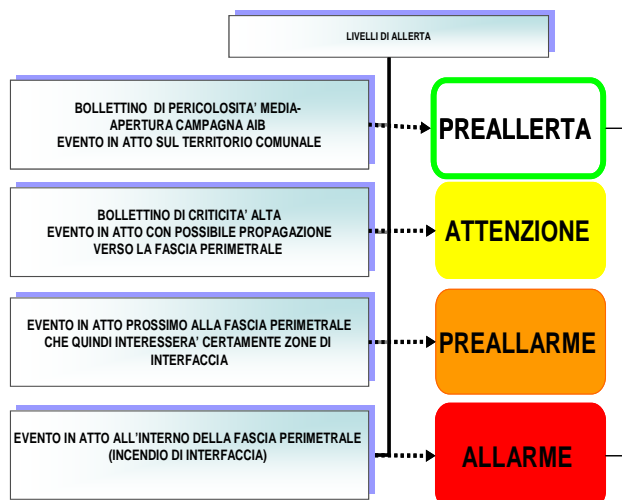 LIVELLI DI ALLERTA
BOLLETTINO DI PERICOLOSITA' MEDIA-
APERTURA CAMPAGNA AIB
EVENTO IN ATTO SUL TERRITORIO COMUNALE
PREALLERTA
BOLLETTINO DI CRITICITA' ALTA
EVENTO IN ATTO CON POSSIBILE PROPAGAZIONE
VERSO LA FASCIA PERIMETRALE
ATTENZIONE
EVENTO IN ATTO PROSSIMO ALLA FASCIA PERIMETRALE
CHE QUINDI INTERESSERA' CERTAMENTE ZONE DI
INTERFACCIA
PREALLARME
EVENTO IN ATTO ALL'INTERNO DELLA FASCIA PERIMETRALE
(INCENDIO DI INTERFACCIA)
ALLARME